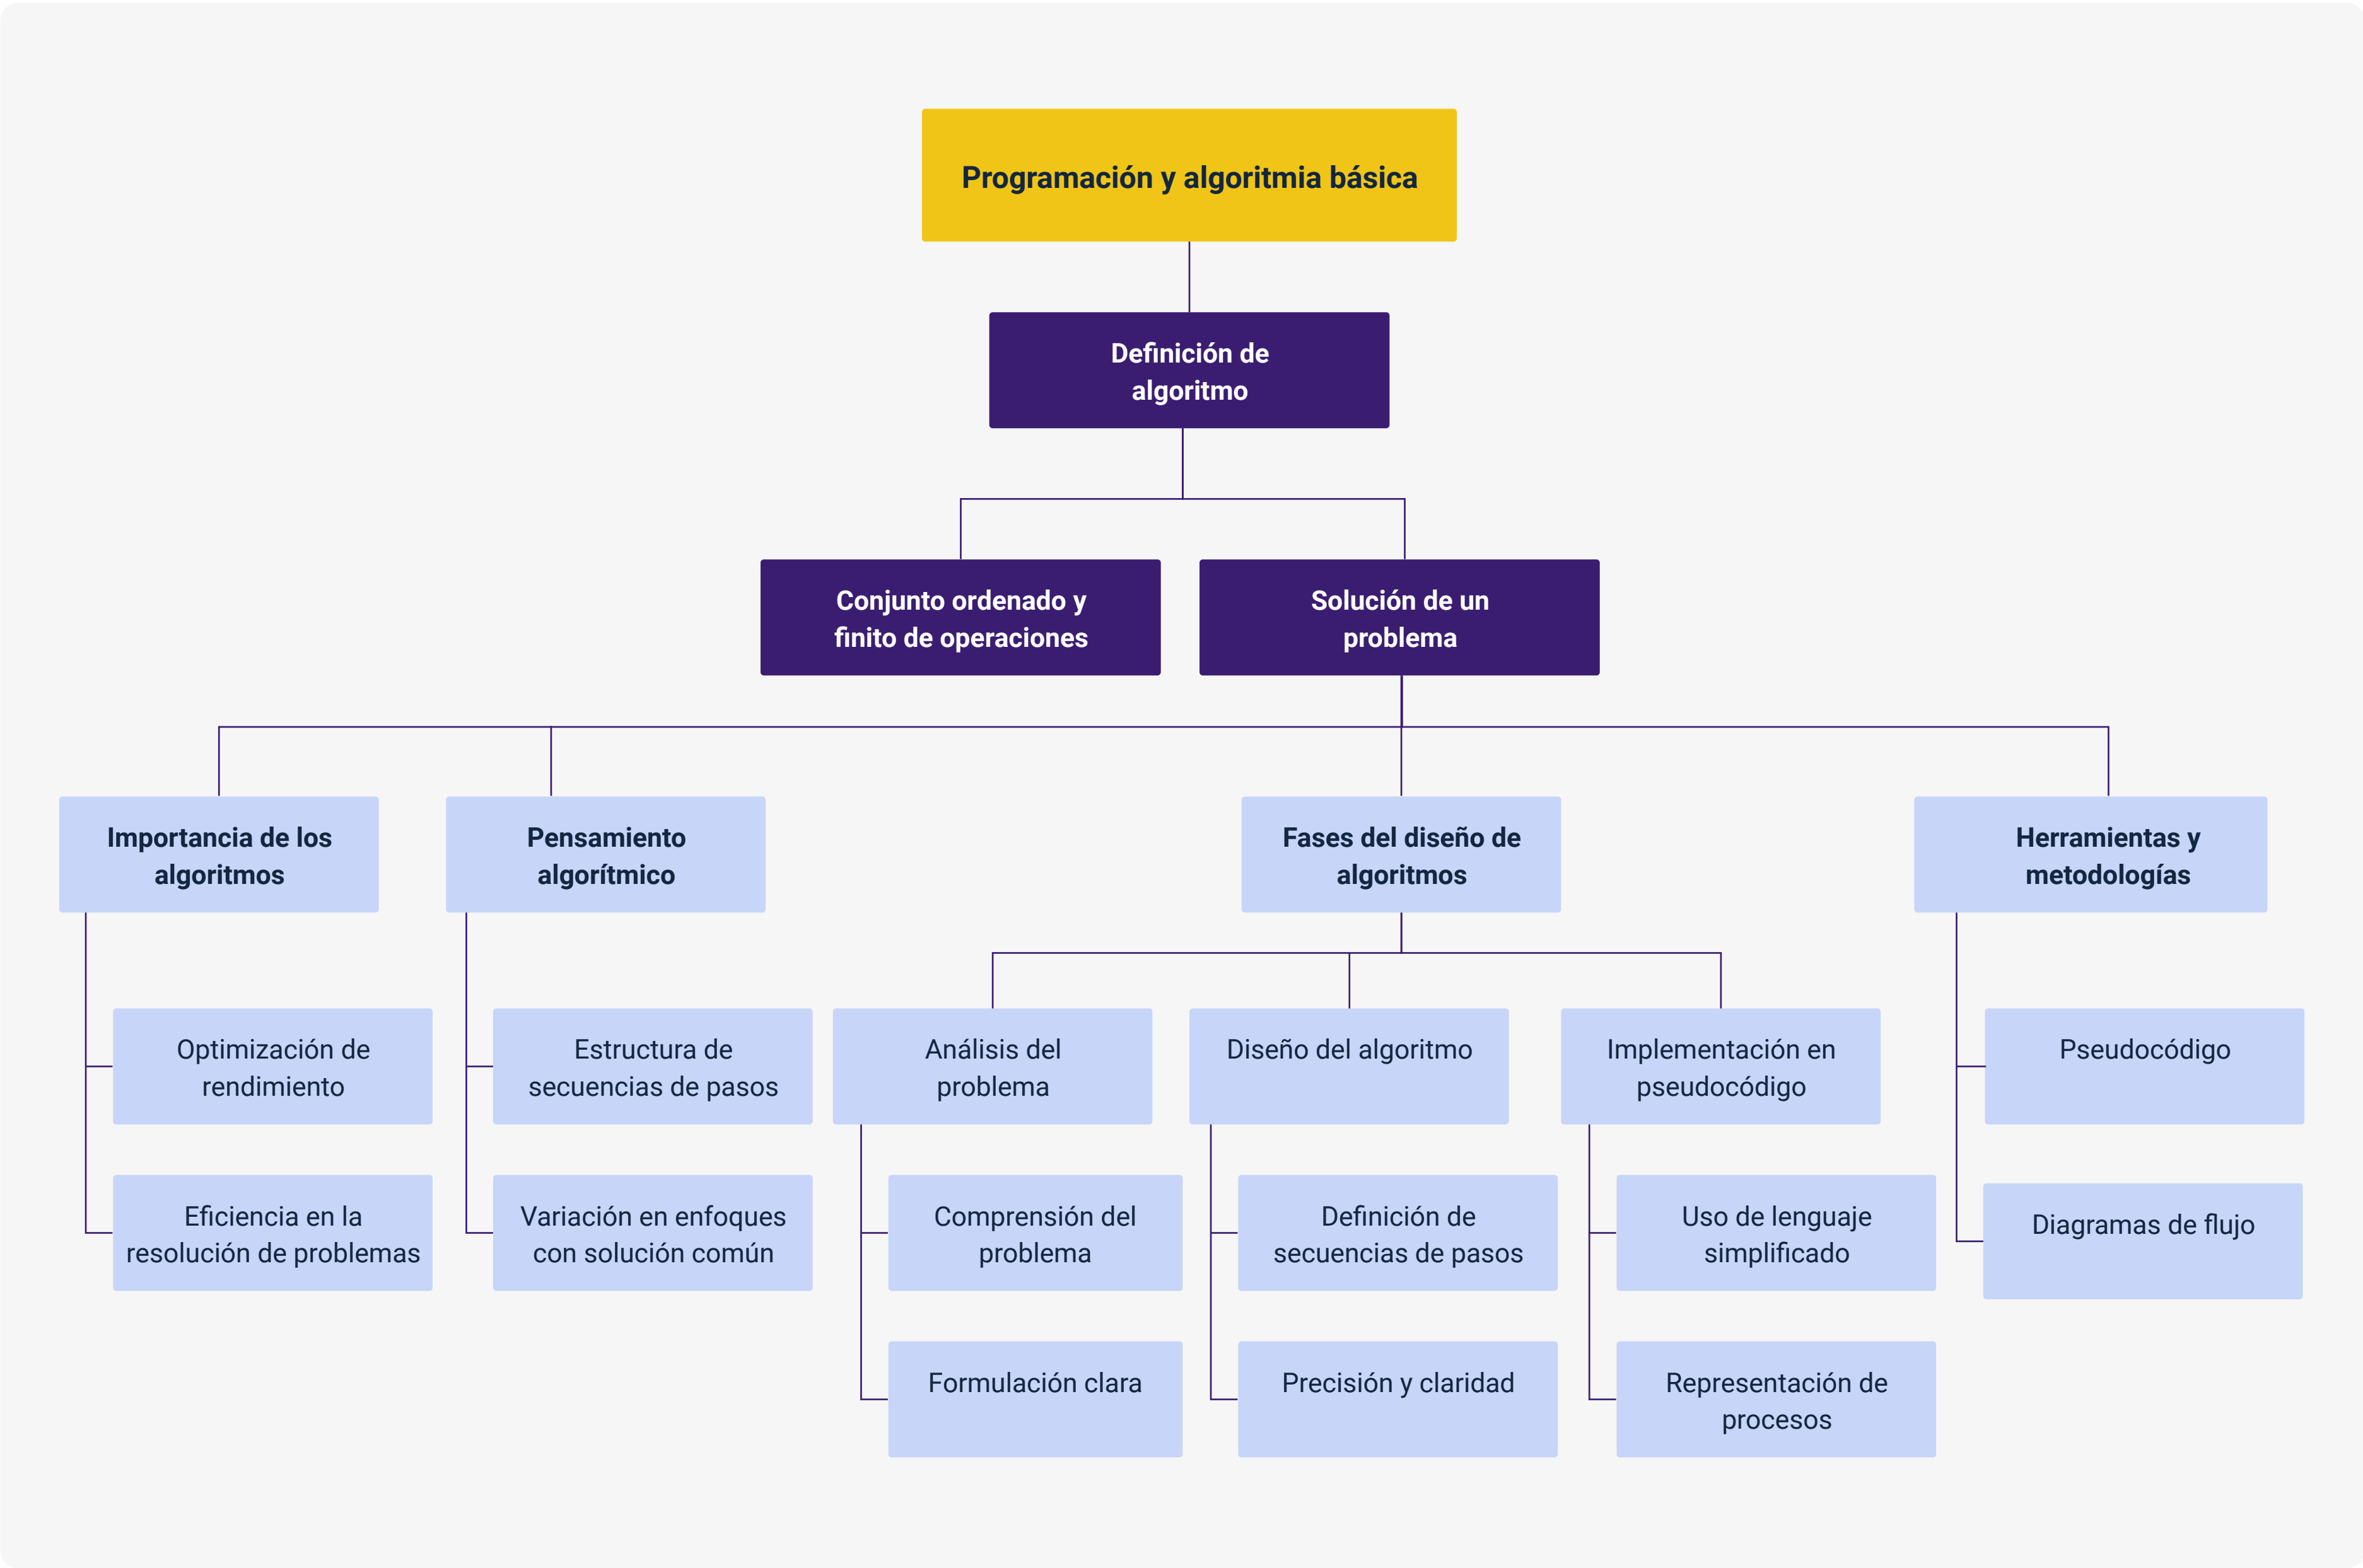 Programación y algoritmia básica
Definición de
algoritmo
Conjunto ordenado y
finito de operaciones
Solución de un
problema
Importancia de los
algoritmos
Pensamiento
algorítmico
Fases del diseño de
algoritmos
Herramientas y
metodologías
Optimización de
rendimiento
Estructura de
secuencias de pasos
Análisis del
problema
Diseño del algoritmo
Implementación en
pseudocódigo
Pseudocódigo
Eficiencia en la
resolución de problemas
Variación en enfoques
con solución común
Comprensión del
problema
Definición de
secuencias de pasos
Uso de lenguaje
simplificado
Diagramas de flujo
Formulación clara
Precisión y claridad
Representación de
procesos